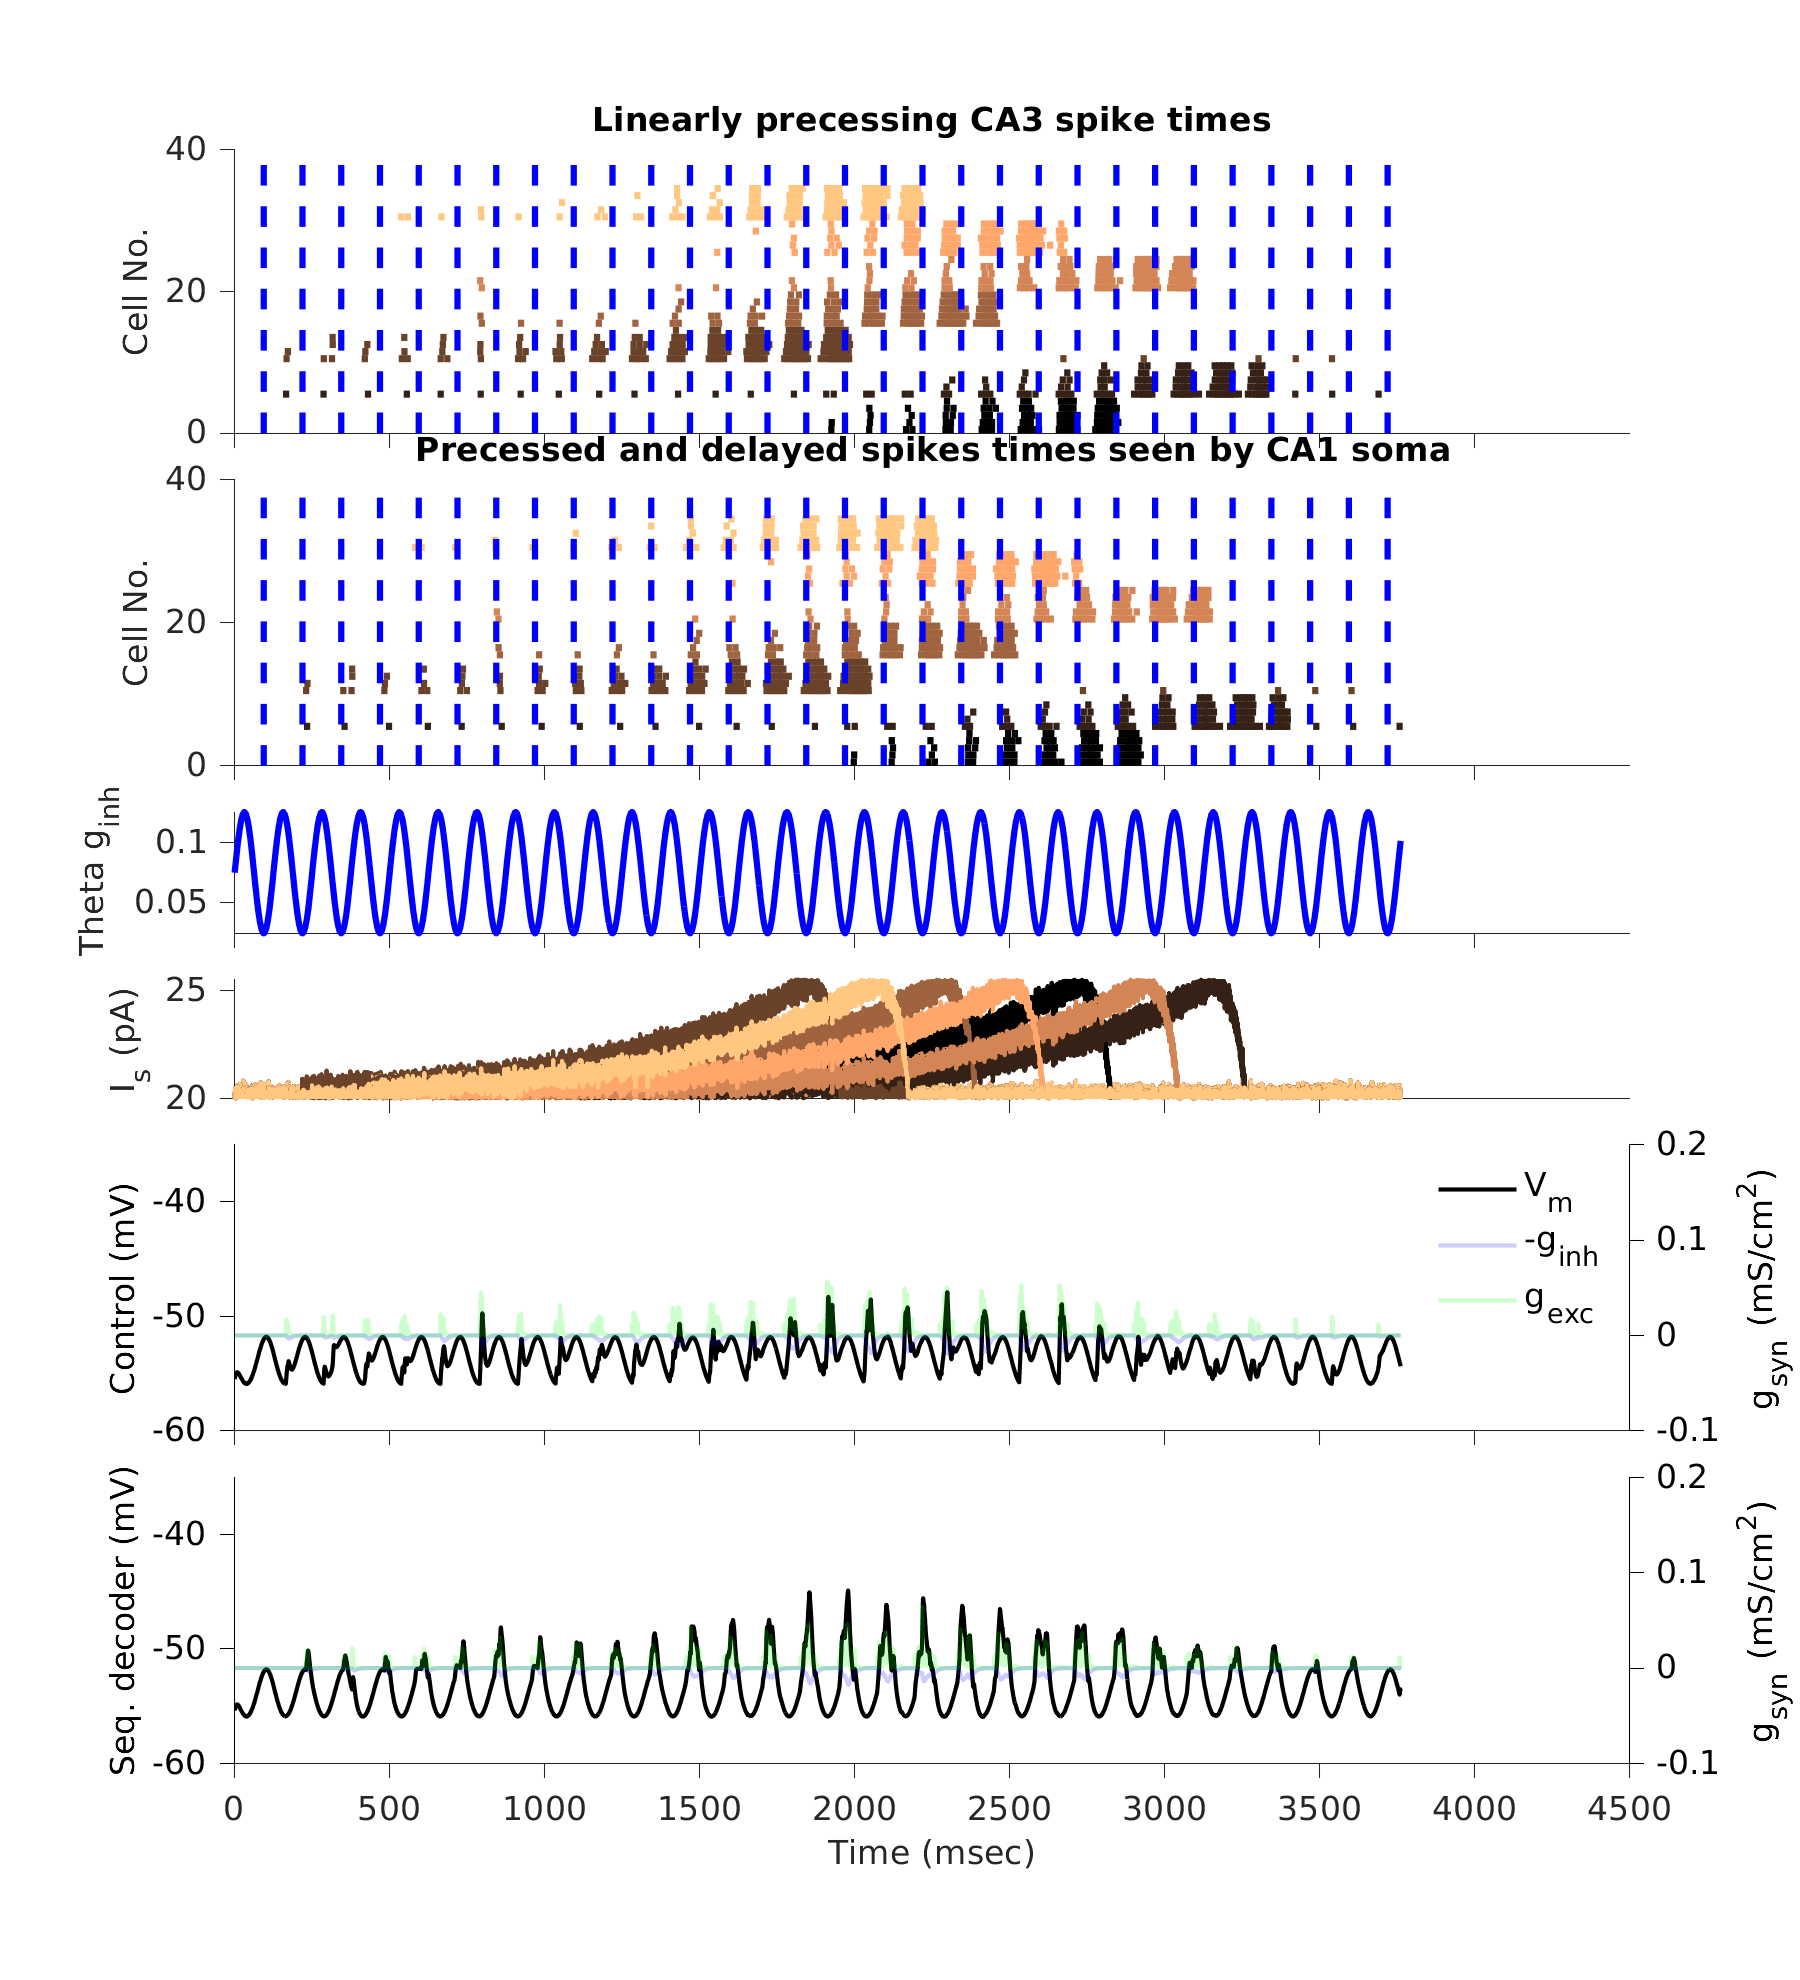 Linearly precessing CA3 spike times
40
20
0
Cell No.
Precessed and delayed spikes times seen by CA1 soma
40
20
0
Cell No.
0.1
0.05
Theta g_inh
25
20
I_s (pA)
-40
-50
-60
Control (mV)
V_m
-g_inh
g_exc
0.2
0.1
0
-0.1
g_syn (mS/cm²)
-40
-50
-60
Seq. decoder (mV)
0.2
0.1
0
-0.1
g_syn (mS/cm²)
0 500 1000 1500 2000 2500 3000 3500 4000 4500
Time (msec)